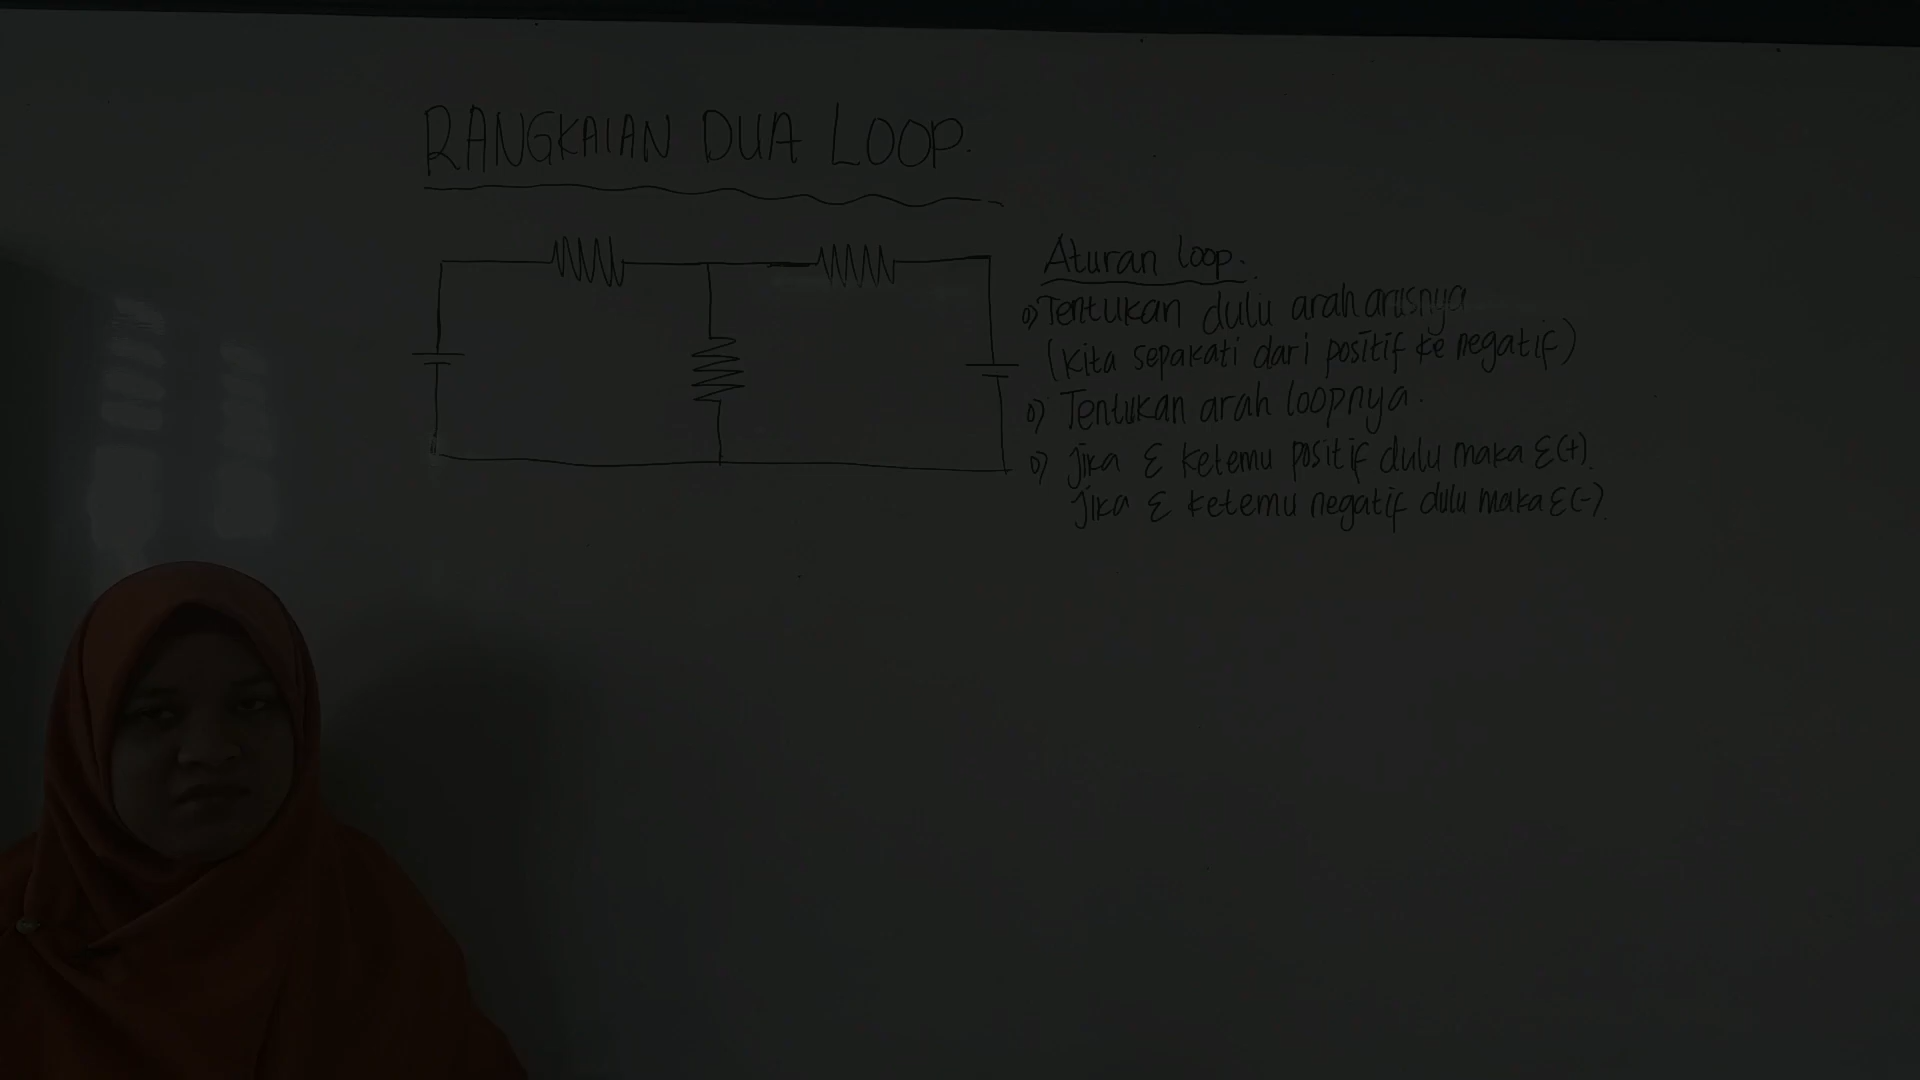 RANGKAIAN DUA LOOP.
Aturan loop.
o) Tentukan dulu arah arusnya
(Kita sepakati dari positif ke negatif)
o) Tentukan arah loopnya.
o) Jika ε ketemu positif dulu maka ε(+).
Jika ε ketemu negatif dulu maka ε(-).